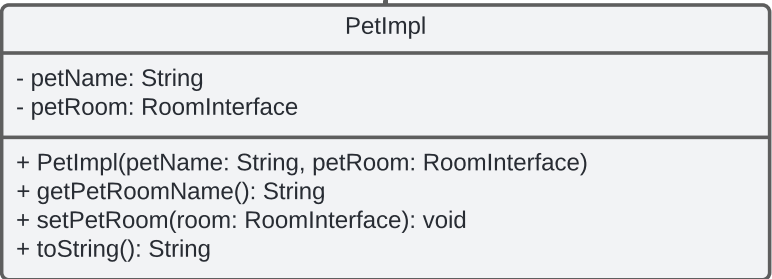 PetImpl
- petName: String
- petRoom: RoomInterface
+ PetImpl(petName: String, petRoom: RoomInterface)
+ getPetRoomName(): String
+ setPetRoom(room: RoomInterface): void
+ toString(): String